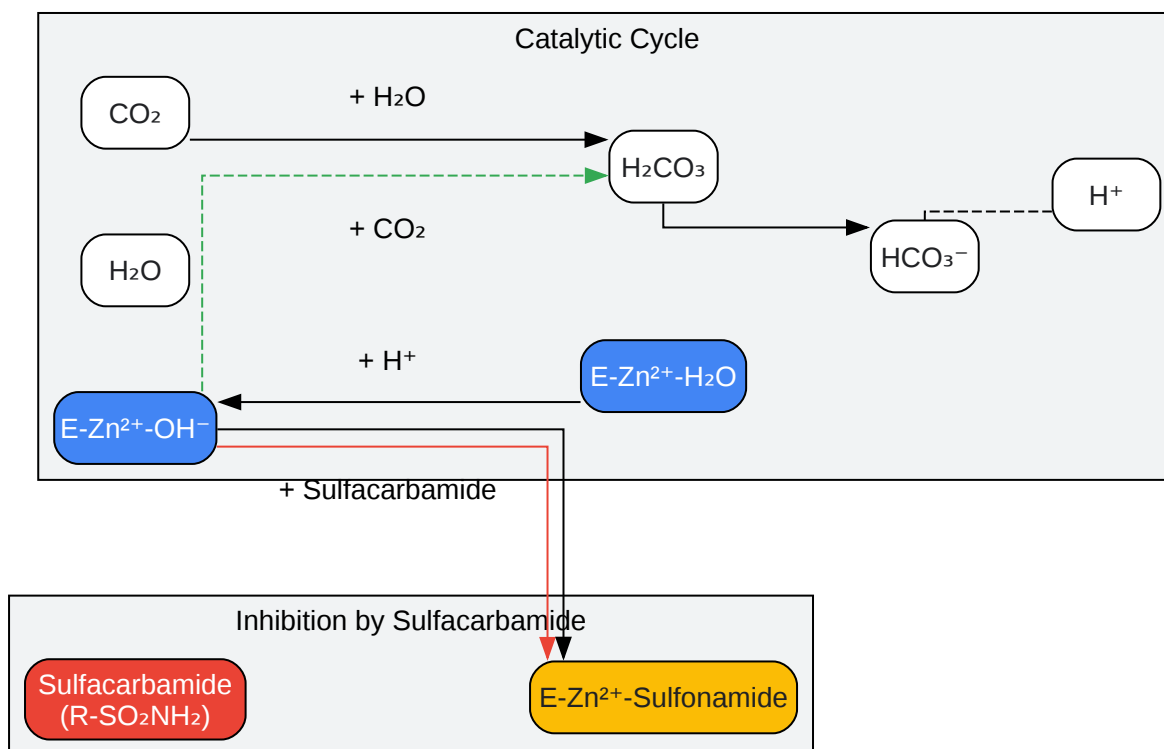 Catalytic Cycle
CO₂
+ H₂O
H₂CO₃
H⁺
+ CO₂
HCO₃⁻
H₂O
+ H⁺
E-Zn²⁺-H₂O
E-Zn²⁺-OH⁻
+ Sulfacarbamide
Inhibition by Sulfacarbamide
Sulfacarbamide
(R-SO₂NH₂)
E-Zn²⁺-Sulfonamide